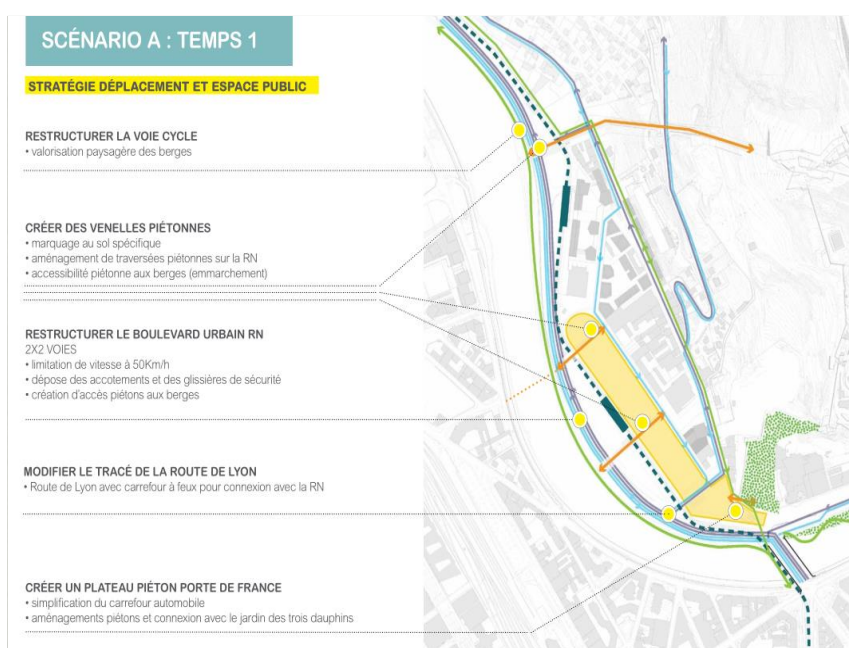 SCÉNARIO A : TEMPS 1
STRATÉGIE DÉPLACEMENT ET ESPACE PUBLIC
RESTRUCTURER LA VOIE CYCLE
• valorisation paysagère des berges
CRÉER DES VENELLES PIÉTONNES
• marquage au sol spécifique
• aménagement de traversées piétonnes sur la RN
• accessibilité piétonne aux berges (emmarchement)
RESTRUCTURER LE BOULEVARD URBAIN RN
2X2 VOIES
• limitation de vitesse à 50Km/h
• dépose des accotements et des glissières de sécurité
• création d'accès piétons aux berges
MODIFIER LE TRACÉ DE LA ROUTE DE LYON
• Route de Lyon avec carrefour à feux pour connexion avec la RN
CRÉER UN PLATEAU PIÉTON PORTE DE FRANCE
• simplification du carrefour automobile
• aménagements piétons et connexion avec le jardin des trois dauphins